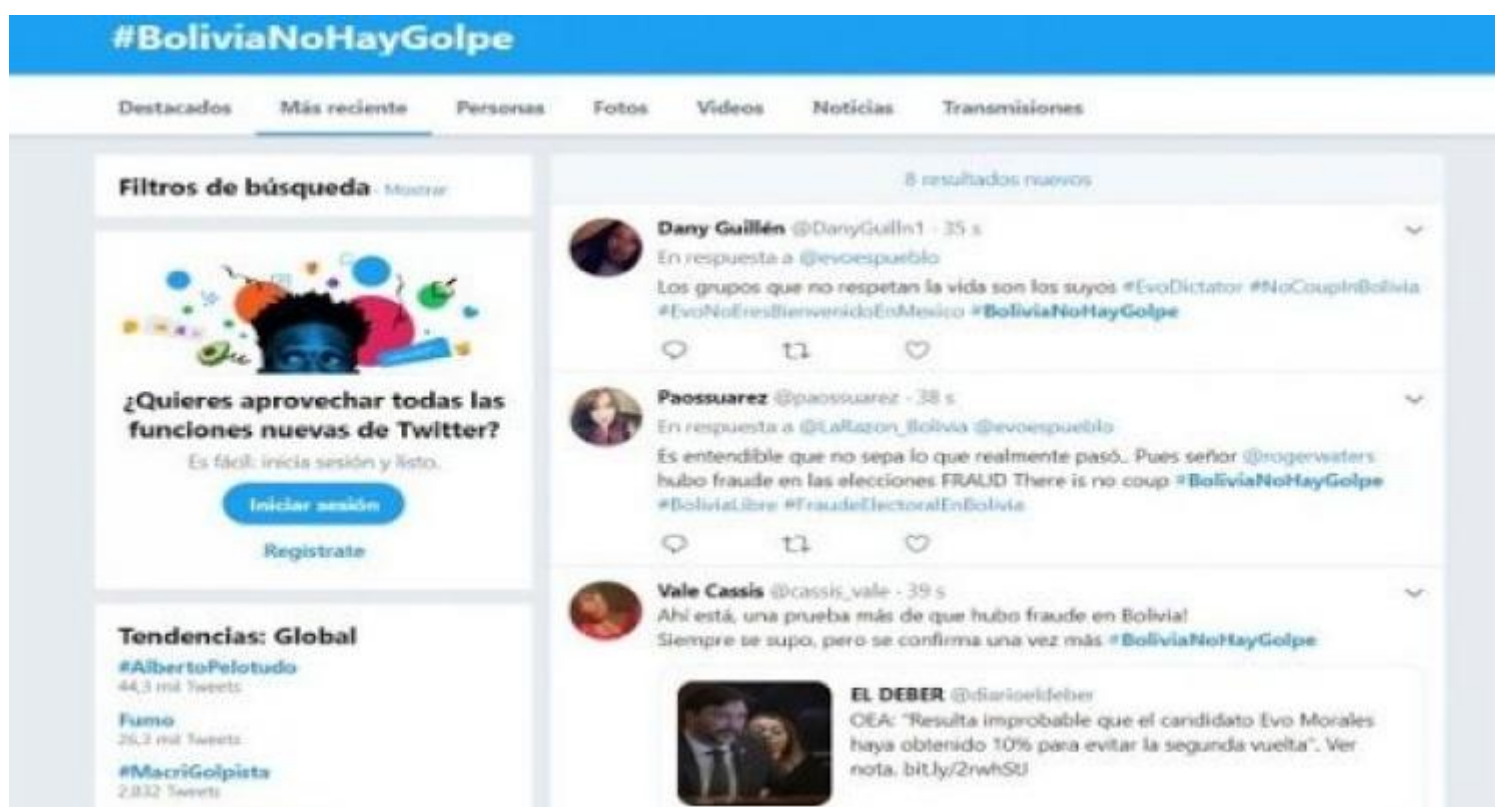 #BoliviaNoHayGolpe
Destacados Más reciente Personas Fotos Videos Noticias Transmisiones
Filtros de búsqueda · Mostrar
¿Quieres aprovechar todas las
funciones nuevas de Twitter?
Es fácil: inicia sesión y listo.
Iniciar sesión
Registrate
Tendencias: Global
#AlbertoPelotudo
44,3 mil Tweets
Fumo
26,3 mil Tweets
#MacriGolpista
2.832 Tweets
8 resultados nuevos
Dany Guillén @DanyGuilln1 · 35 s
En respuesta a @evoespueblo
Los grupos que no respetan la vida son los suyos #EvoDictator #NoCoupInBolivia
#EvoNoEresBienvenidoEnMexico #BoliviaNoHayGolpe
Paossuarez @paossuarez · 38 s
En respuesta a @LaRazon_Bolivia @evoespueblo
Es entendible que no sepa lo que realmente pasó.. Pues señor @rogerwaters
hubo fraude en las elecciones FRAUD There is no coup #BoliviaNoHayGolpe
#BoliviaLibre #FraudeElectoralEnBolivia
Vale Cassis @cassis_vale · 39 s
Ahí está, una prueba más de que hubo fraude en Bolivia!
Siempre se supo, pero se confirma una vez más #BoliviaNoHayGolpe
EL DEBER @diarioeldeber
OEA: "Resulta improbable que el candidato Evo Morales
haya obtenido 10% para evitar la segunda vuelta". Ver
nota. bit.ly/2rwhStJ